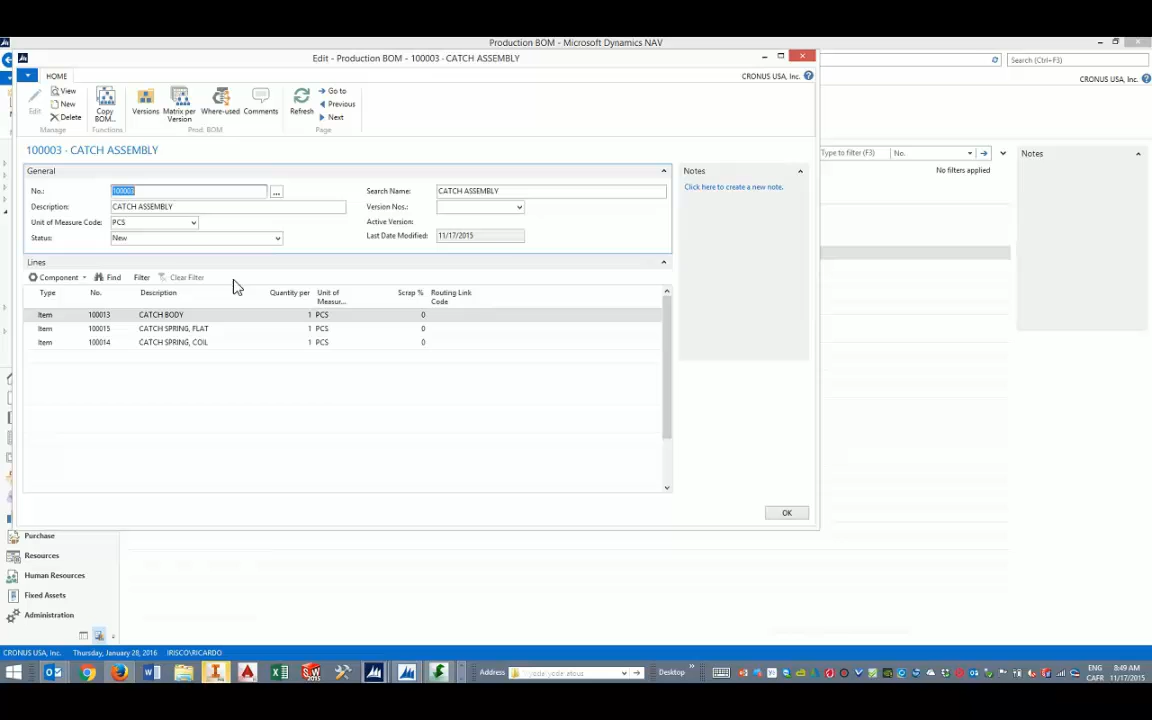 Production BOM - Microsoft Dynamics NAV
Edit - Production BOM - 100003 · CATCH ASSEMBLY
Search (Ctrl+F3)
HOME
CRONUS USA, Inc.
CRONUS USA, Inc.
Edit
View
New
Delete
Manage
Copy BOM...
Functions
Versions
Matrix per Version
Where-used
Comments
Prod. BOM
Refresh
Go to
Previous
Next
Page
100003 · CATCH ASSEMBLY
Type to filter (F3)
No.
No filters applied
Notes
General
No.:
100003
...
Description:
CATCH ASSEMBLY
Unit of Measure Code:
PCS
Status:
New
Search Name:
CATCH ASSEMBLY
Version Nos.:
Active Version:
Last Date Modified:
11/17/2015
Notes
Click here to create a new note.
Lines
Component
Find
Filter
Clear Filter
Type No. Description Quantity per Unit of Measur... Scrap % Routing Link Code
Item 100013 CATCH BODY 1 PCS 0
Item 100015 CATCH SPRING, FLAT 1 PCS 0
Item 100014 CATCH SPRING, COIL 1 PCS 0
OK
Purchase
Resources
Human Resources
Fixed Assets
Administration
CRONUS USA, Inc. Thursday, January 28, 2016 IRISCO\RICARDO
Address
Desktop
ENG
CAFR
8:49 AM
11/17/2015